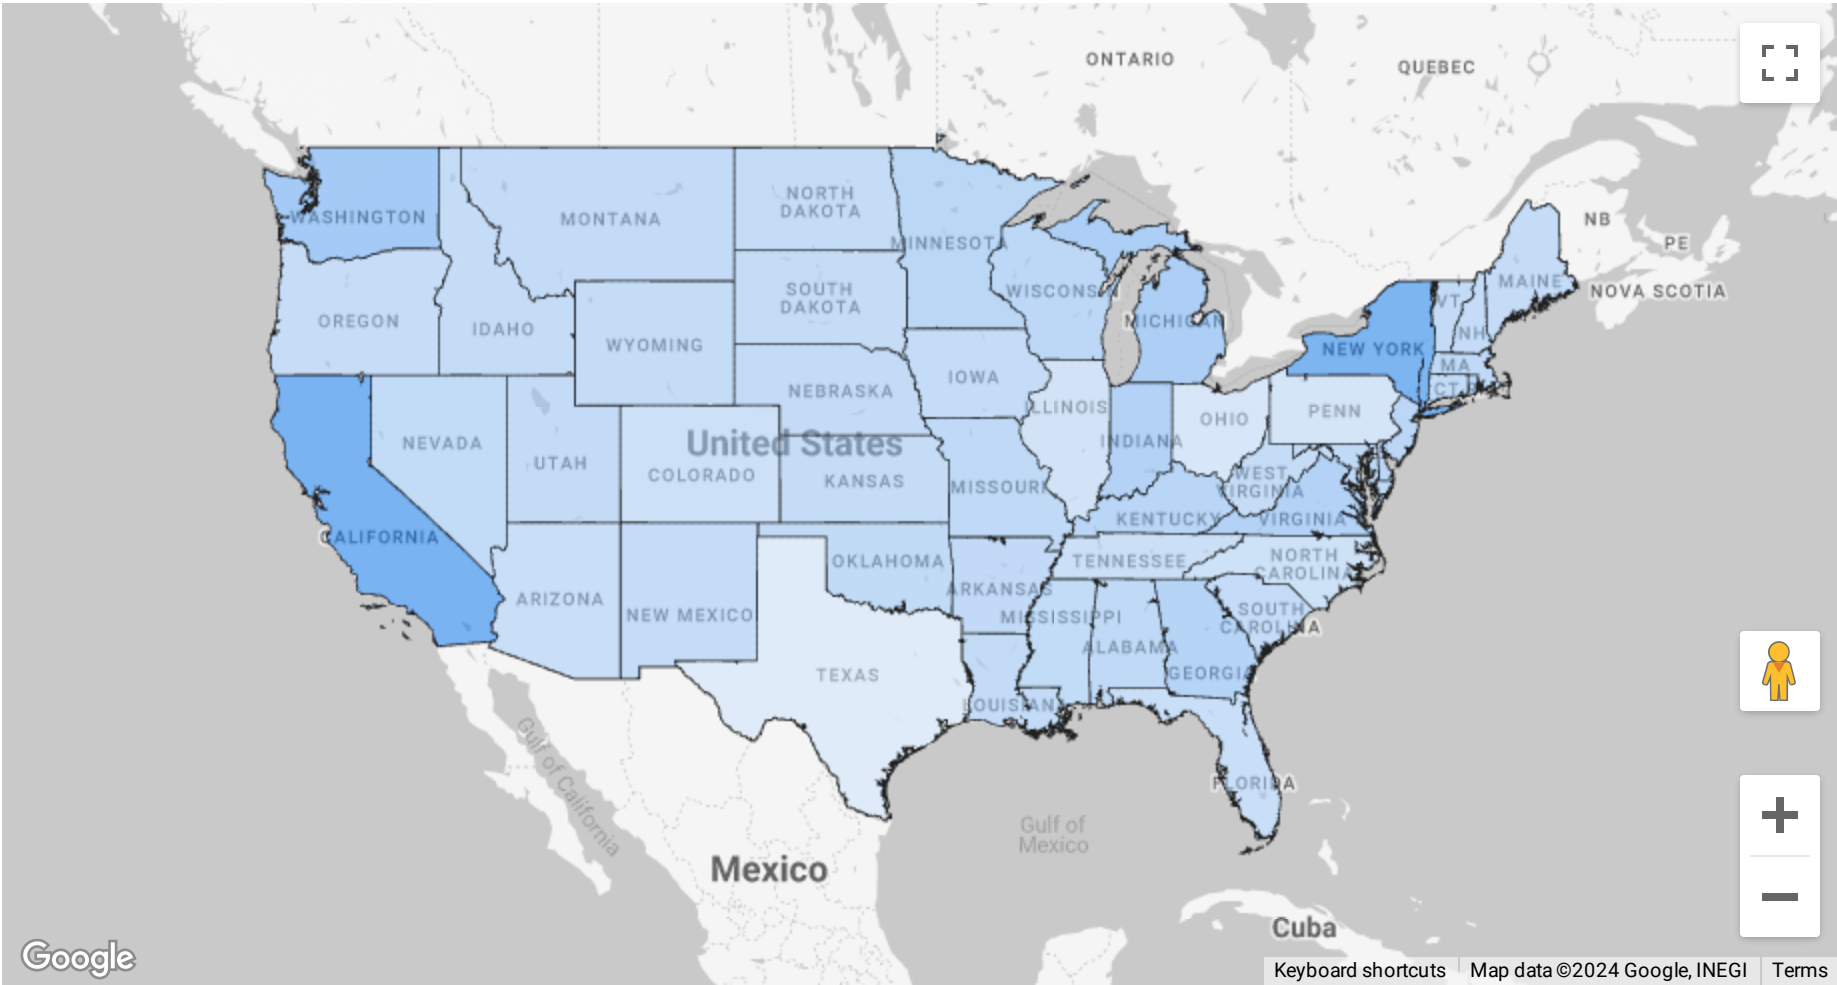 ONTARIO
QUEBEC
NORTH
DAKOTA
WASHINGTON
MONTANA
NB
MINNESOTA
PE
MAINE
SOUTH
DAKOTA
WISCONSIN
NOVA SCOTIA
VT
OREGON
IDAHO
MICHIGAN
NH
WYOMING
NEW YORK
MA
IOWA
NEBRASKA
CT
ILLINOIS
PENN
OHIO
NEVADA
United States
INDIANA
UTAH
COLORADO
KANSAS
MISSOURI
WEST
VIRGINIA
KENTUCKY
VIRGINIA
CALIFORNIA
OKLAHOMA
TENNESSEE
NORTH
CAROLINA
ARIZONA
ARKANSAS
NEW MEXICO
MISSISSIPPI
SOUTH
CAROLINA
ALABAMA
TEXAS
GEORGIA
LOUISIANA
Gulf of California
FLORIDA
Gulf of
Mexico
Mexico
Cuba
Google
Keyboard shortcuts
Map data ©2024 Google, INEGI
Terms